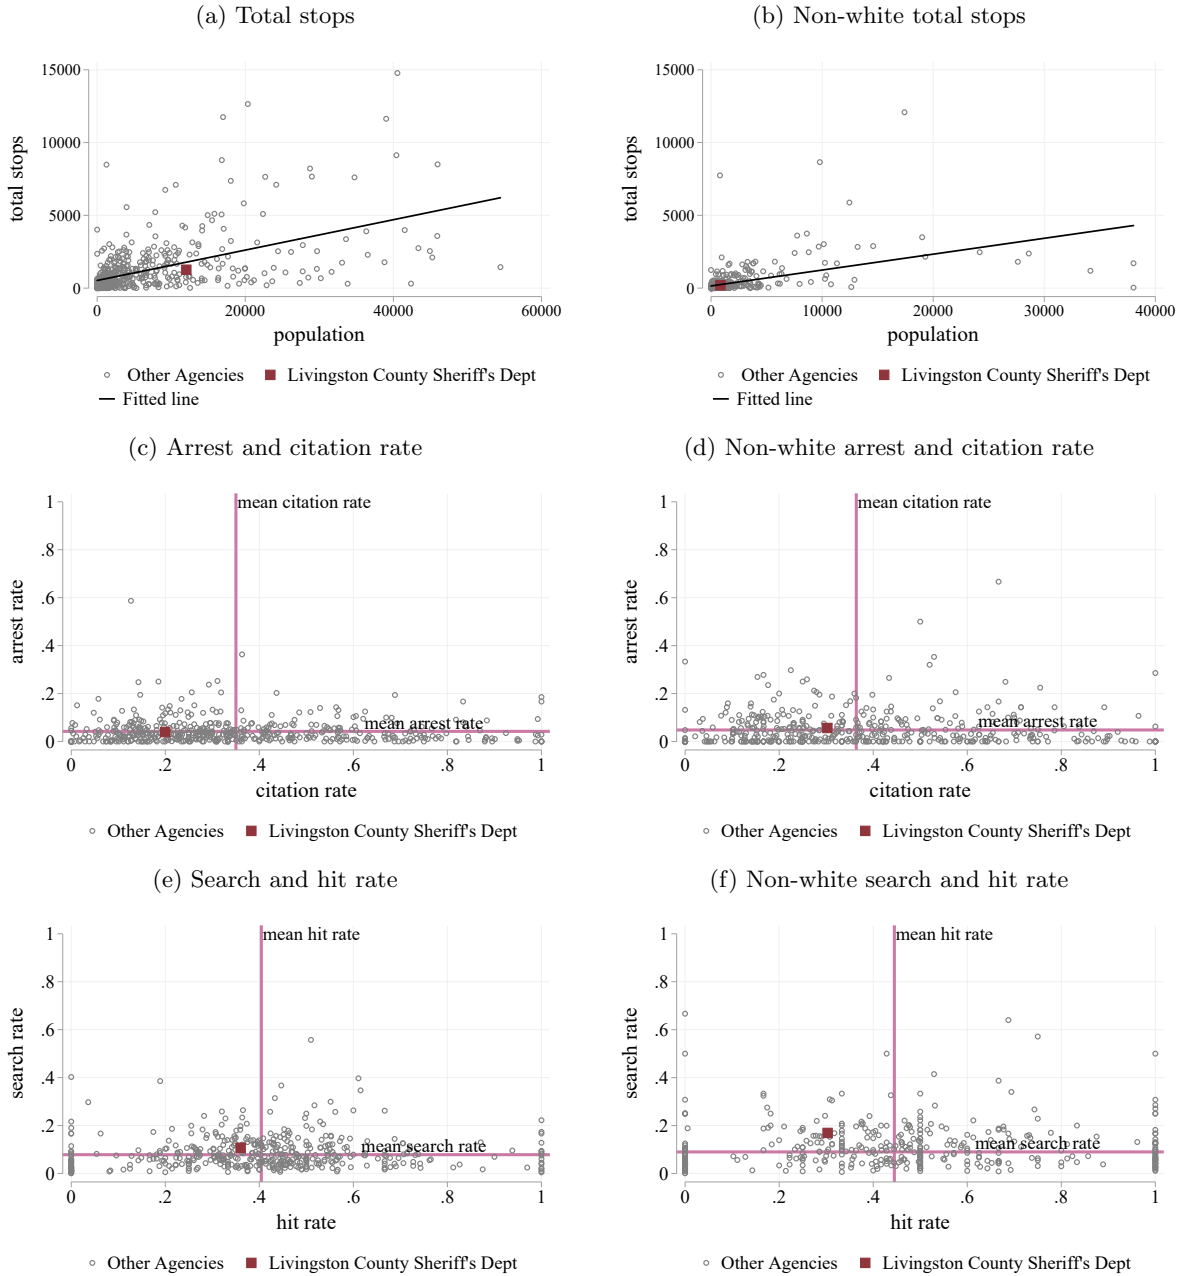 (a) Total stops
(b) Non-white total stops
15000
10000
5000
0
total stops
0 20000 40000 60000
population
Other Agencies Livingston County Sheriff's Dept
Fitted line
15000
10000
5000
0
total stops
0 10000 20000 30000 40000
population
Other Agencies Livingston County Sheriff's Dept
Fitted line
(c) Arrest and citation rate
(d) Non-white arrest and citation rate
mean citation rate
1
.8
.6
.4
.2
0
arrest rate
mean arrest rate
0 .2 .4 .6 .8 1
citation rate
Other Agencies Livingston County Sheriff's Dept
mean citation rate
1
.8
.6
.4
.2
0
arrest rate
mean arrest rate
0 .2 .4 .6 .8 1
citation rate
Other Agencies Livingston County Sheriff's Dept
(e) Search and hit rate
(f) Non-white search and hit rate
mean hit rate
1
.8
.6
.4
.2
0
search rate
mean search rate
0 .2 .4 .6 .8 1
hit rate
Other Agencies Livingston County Sheriff's Dept
mean hit rate
1
.8
.6
.4
.2
0
search rate
mean search rate
0 .2 .4 .6 .8 1
hit rate
Other Agencies Livingston County Sheriff's Dept